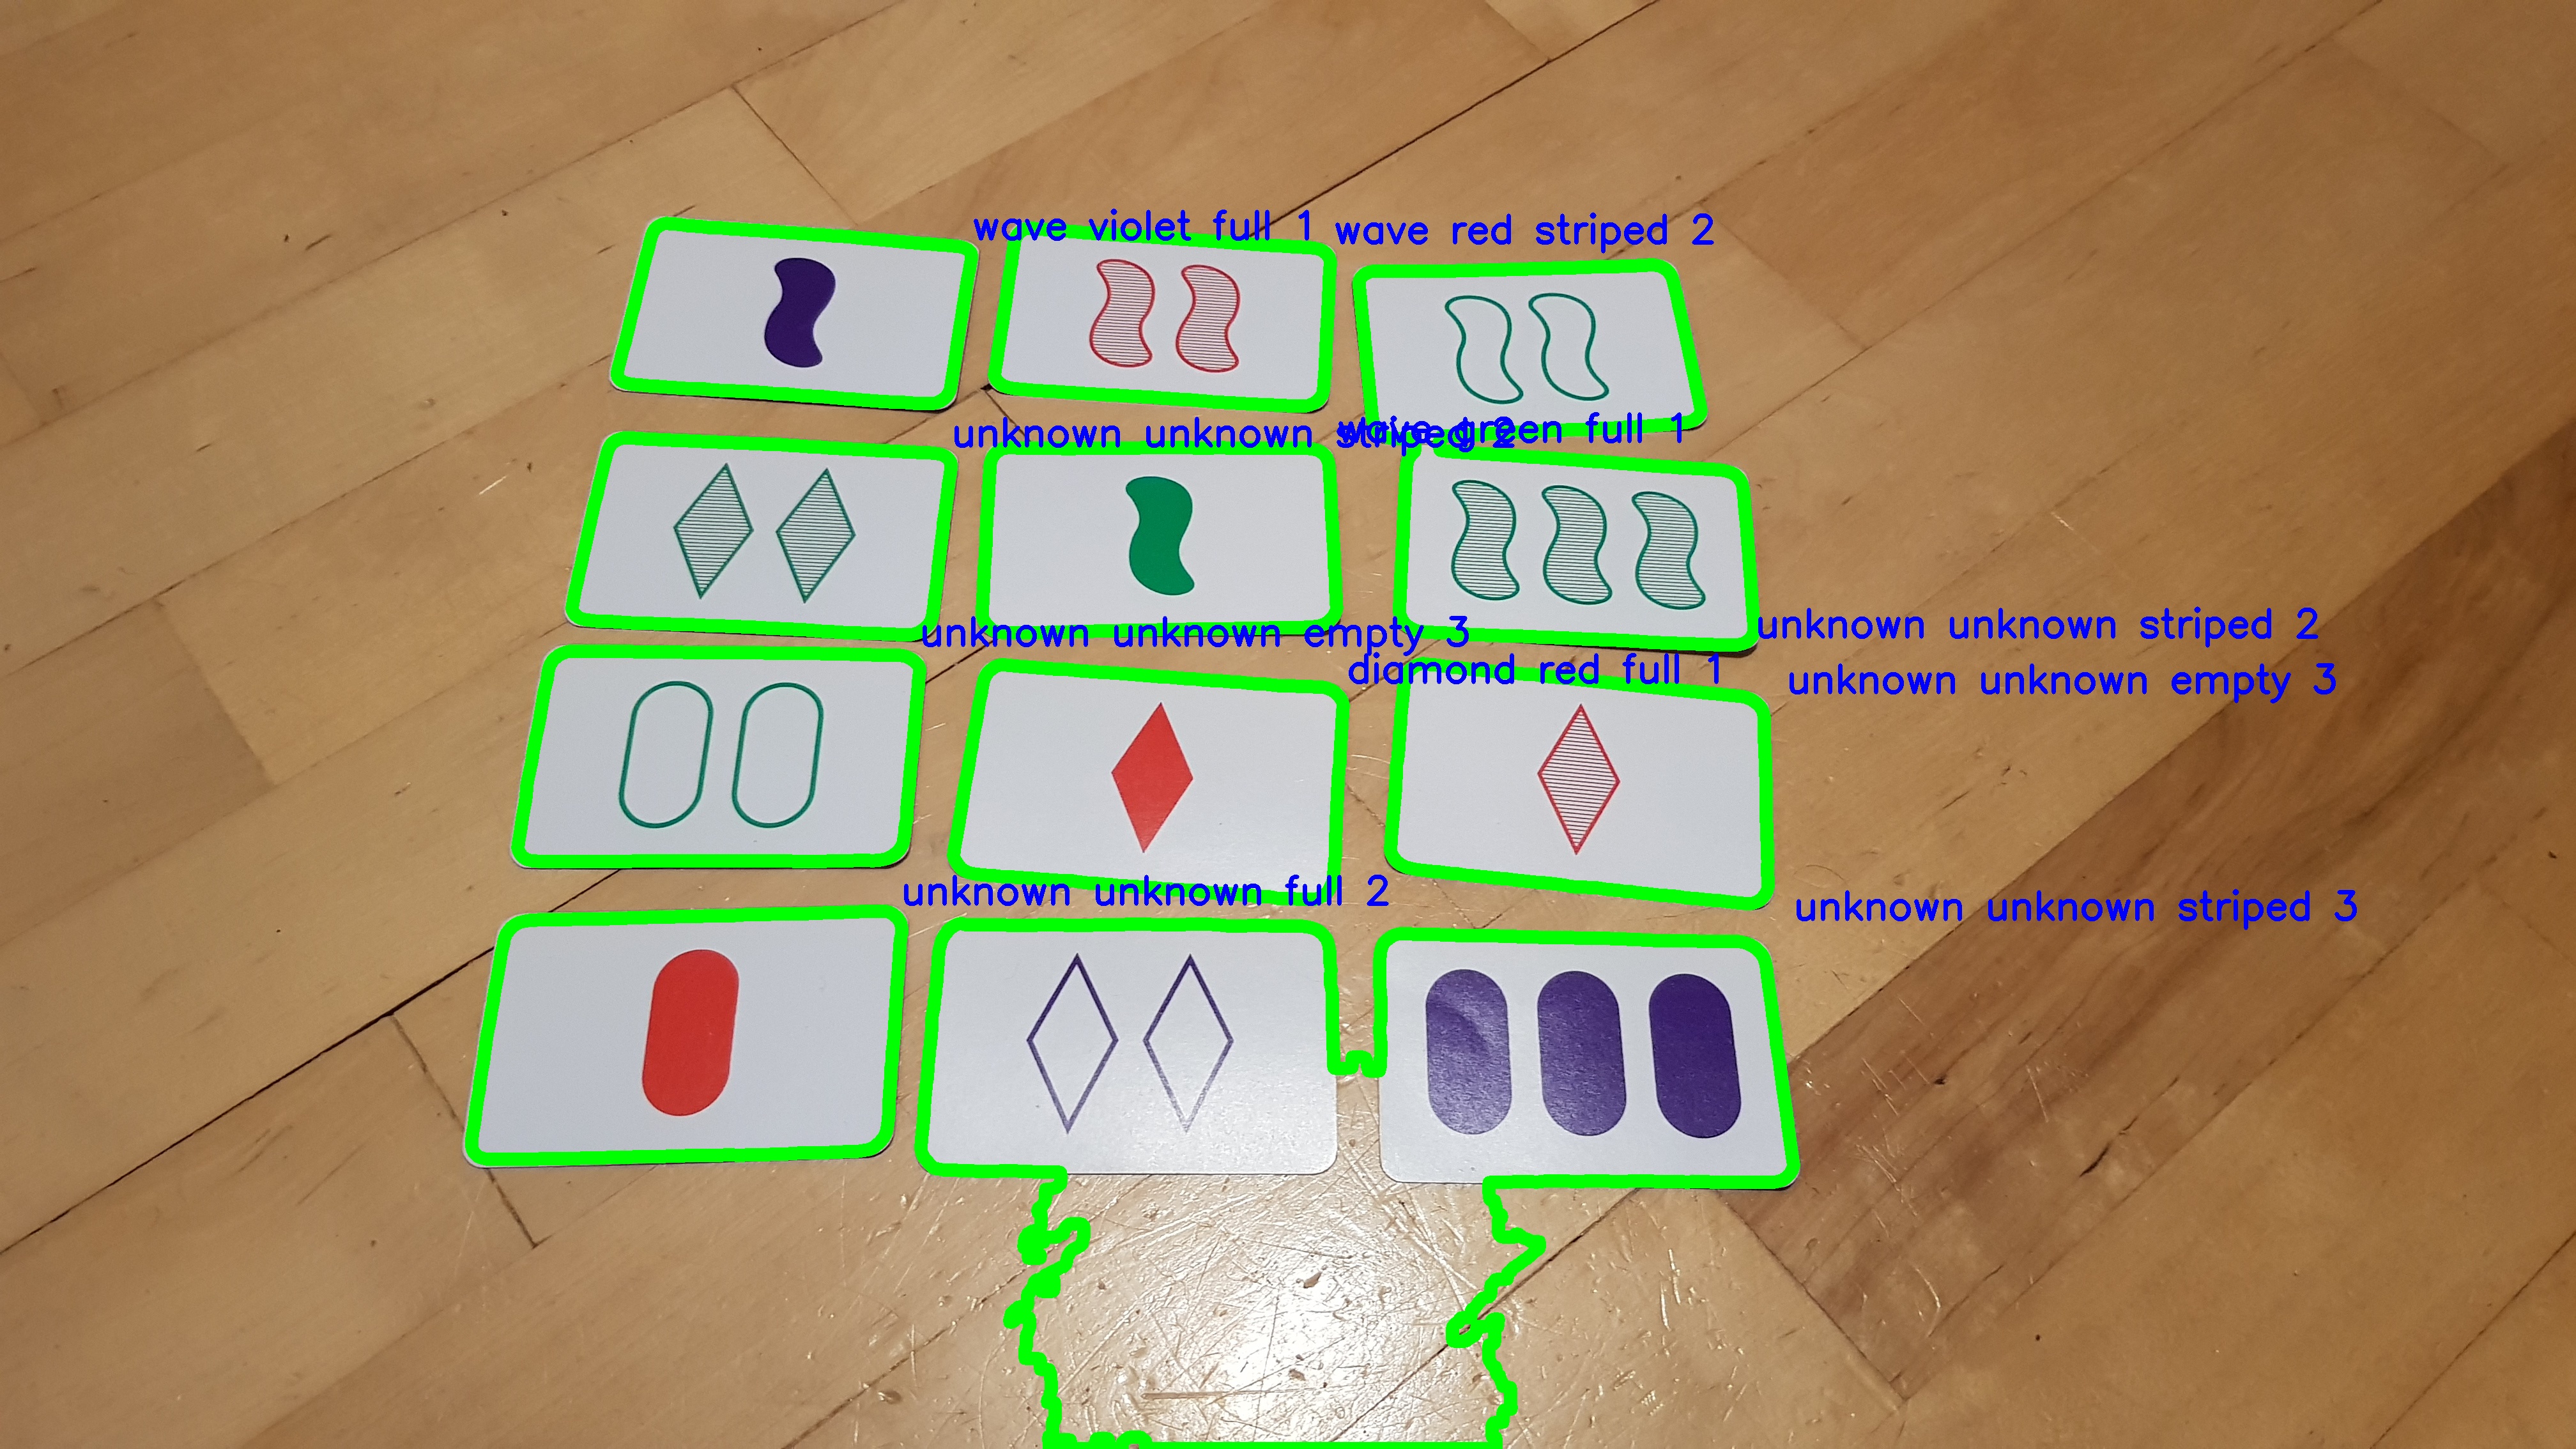 wave violet full 1
wave red striped 2
unknown unknown striped 2
wave green full 1
unknown unknown empty 3
unknown unknown striped 2
diamond red full 1
unknown unknown empty 3
unknown unknown full 2
unknown unknown striped 3